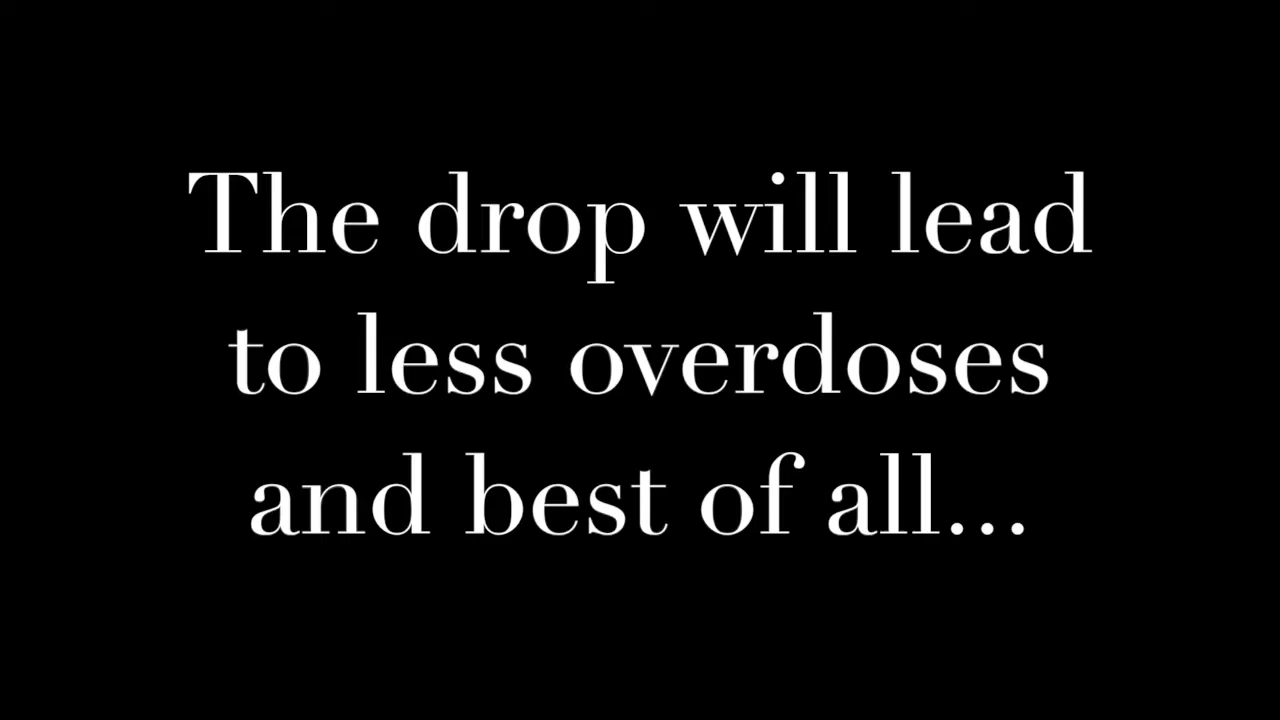 The drop will lead
to less overdoses
and best of all...